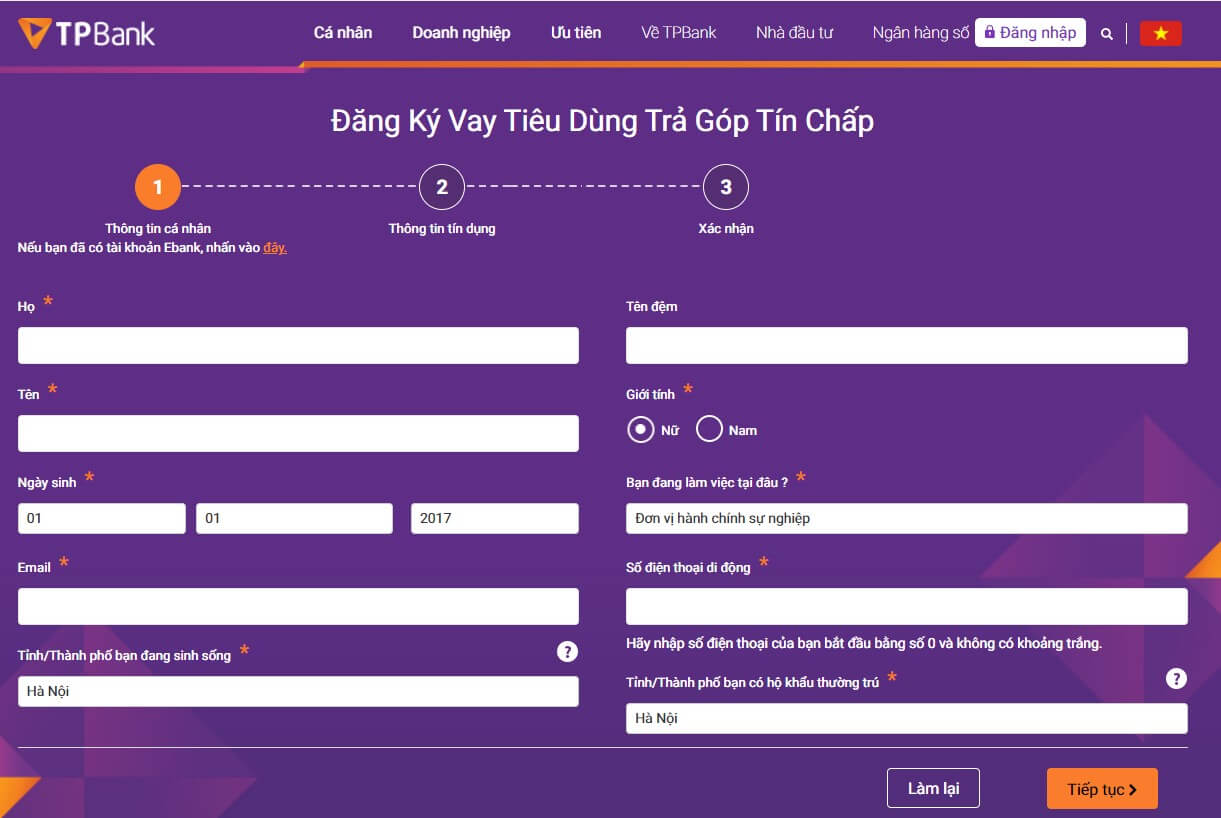 TPBank
Cá nhân Doanh nghiệp Ưu tiên Về TPBank Nhà đầu tư Ngân hàng số Đăng nhập
Đăng Ký Vay Tiêu Dùng Trả Góp Tín Chấp
1 2 3
Thông tin cá nhân Thông tin tín dụng Xác nhận
Nếu bạn đã có tài khoản Ebank, nhấn vào đây.
Họ * Tên đệm
Tên * Giới tính *
Nữ Nam
Ngày sinh * Bạn đang làm việc tại đâu ? *
01 01 2017 Đơn vị hành chính sự nghiệp
Email * Số điện thoại di động *
Hãy nhập số điện thoại của bạn bắt đầu bằng số 0 và không có khoảng trắng.
Tỉnh/Thành phố bạn đang sinh sống * ?
Hà Nội
Tỉnh/Thành phố bạn có hộ khẩu thường trú * ?
Hà Nội
Làm lại Tiếp tục